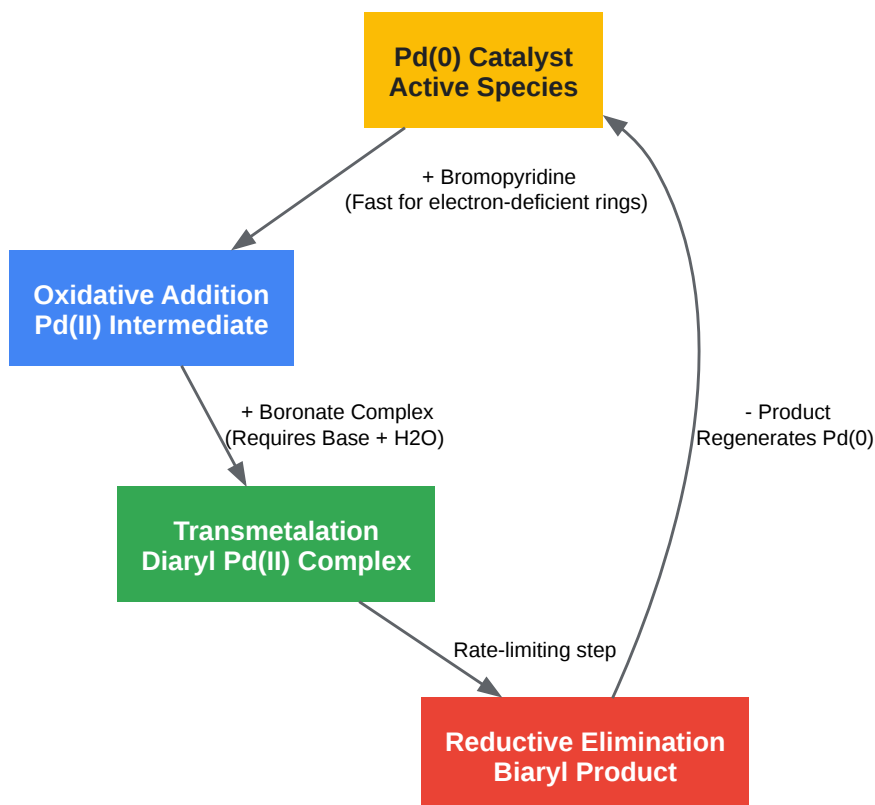 Pd(0) Catalyst
Active Species
+ Bromopyridine
(Fast for electron-deficient rings)
Oxidative Addition
Pd(II) Intermediate
+ Boronate Complex
(Requires Base + H2O)
- Product
Regenerates Pd(0)
Transmetalation
Diaryl Pd(II) Complex
Rate-limiting step
Reductive Elimination
Biaryl Product